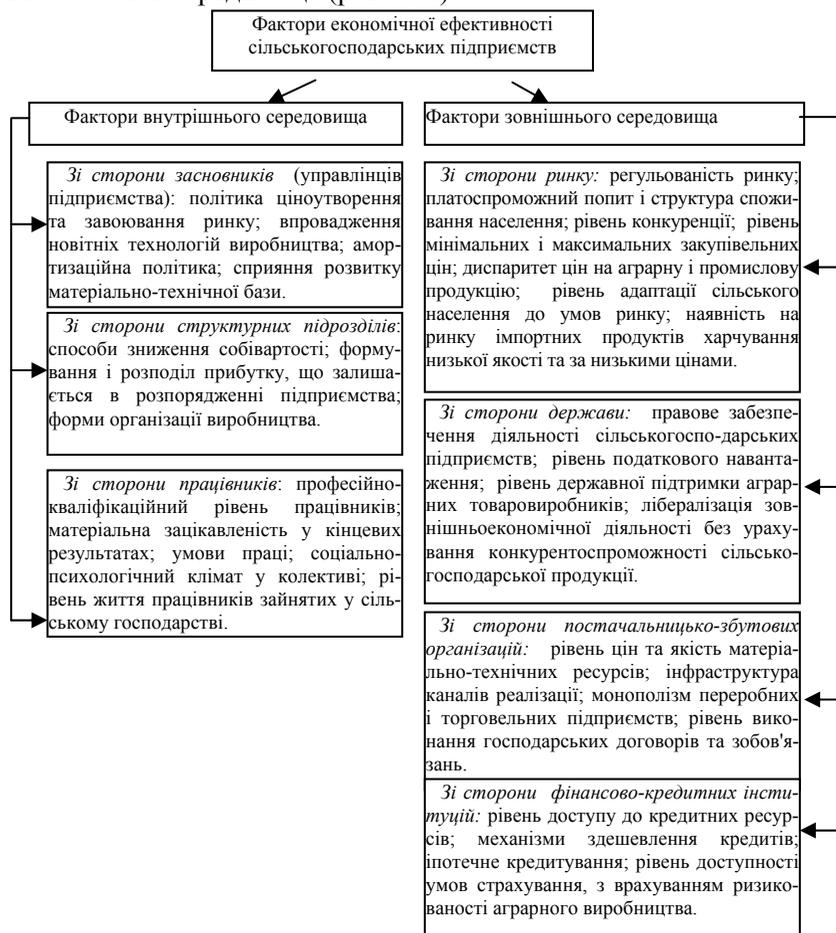 Фактори економічної ефективності
сільськогосподарських підприємств
Фактори внутрішнього середовища
Зі сторони засновників (управлінців
підприємства): політика ціноутворення
та завоювання ринку; впровадження
новітніх технологій виробництва; амор-
тизаційна політика; сприяння розвитку
матеріально-технічної бази.
Зі сторони структурних підрозділів:
способи зниження собівартості; форму-
вання і розподіл прибутку, що залиша-
ється в розпорядженні підприємства;
форми організації виробництва.
Зі сторони працівників: професійно-
кваліфікаційний рівень працівників;
матеріальна зацікавленість у кінцевих
результатах; умови праці; соціально-
психологічний клімат у колективі; рі-
вень життя працівників зайнятих у сіль-
ському господарстві.
Фактори зовнішнього середовища
Зі сторони ринку: регульованість ринку;
платоспроможний попит і структура спожи-
вання населення; рівень конкуренції; рівень
мінімальних і максимальних закупівельних
цін; диспаритет цін на аграрну і промислову
продукцію; рівень адаптації сільського
населення до умов ринку; наявність на
ринку імпортних продуктів харчування
низької якості та за низькими цінами.
Зі сторони держави: правове забезпе-
чення діяльності сільськогоспо-дарських
підприємств; рівень податкового наванта-
ження; рівень державної підтримки аграр-
них товаровиробників; лібералізація зов-
нішньоекономічної діяльності без ураху-
вання конкурентоспроможності сільсько-
господарської продукції.
Зі сторони постачальницько-збутових
організацій: рівень цін та якість матеріа-
льно-технічних ресурсів; інфраструктура
каналів реалізації; монополізм переробних
і торговельних підприємств; рівень вико-
нання господарських договорів та зобов'я-
зань.
Зі сторони фінансово-кредитних інсти-
туцій: рівень доступу до кредитних ресур-
сів; механізми здешевлення кредитів;
іпотечне кредитування; рівень доступності
умов страхування, з врахуванням ризико-
ваності аграрного виробництва.